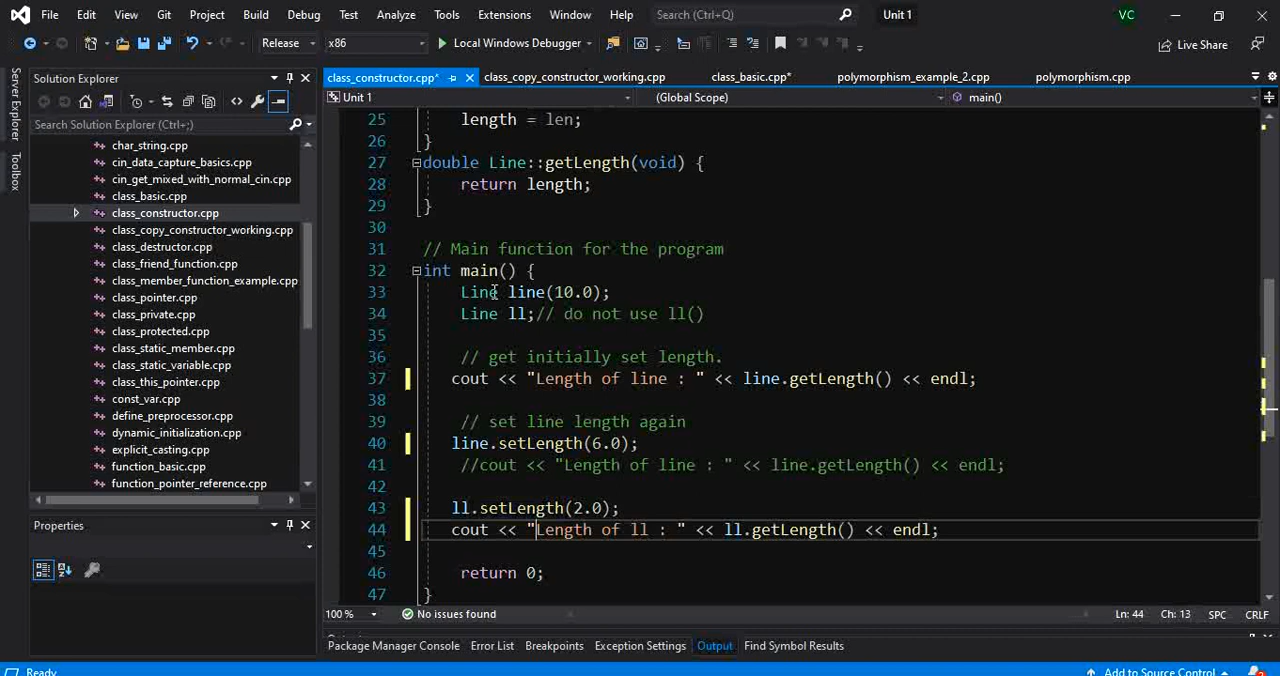 File Edit View Git Project Build Debug Test Analyze Tools Extensions Window Help Search (Ctrl+Q) Unit 1 VC
Release x86 Local Windows Debugger Live Share
Server Explorer
Toolbox
Solution Explorer
Search Solution Explorer (Ctrl+;)
char_string.cpp
cin_data_capture_basics.cpp
cin_get_mixed_with_normal_cin.cpp
class_basic.cpp
class_constructor.cpp
class_copy_constructor_working.cpp
class_destructor.cpp
class_friend_function.cpp
class_member_function_example.cpp
class_pointer.cpp
class_private.cpp
class_protected.cpp
class_static_member.cpp
class_static_variable.cpp
class_this_pointer.cpp
const_var.cpp
define_preprocessor.cpp
dynamic_initialization.cpp
explicit_casting.cpp
function_basic.cpp
function_pointer_reference.cpp
Properties
class_constructor.cpp* class_copy_constructor_working.cpp class_basic.cpp* polymorphism_example_2.cpp polymorphism.cpp
Unit 1 (Global Scope) main()
25 length = len;
26 }
27 double Line::getLength(void) {
28 return length;
29 }
30
31 // Main function for the program
32 int main() {
33 Line line(10.0);
34 Line ll;// do not use ll()
35
36 // get initially set length.
37 cout << "Length of line : " << line.getLength() << endl;
38
39 // set line length again
40 line.setLength(6.0);
41 //cout << "Length of line : " << line.getLength() << endl;
42
43 ll.setLength(2.0);
44 cout << "Length of ll : " << ll.getLength() << endl;
45
46 return 0;
47 }
100 % No issues found Ln: 44 Ch: 13 SPC CRLF
Package Manager Console Error List Breakpoints Exception Settings Output Find Symbol Results
Ready Add to Source Control